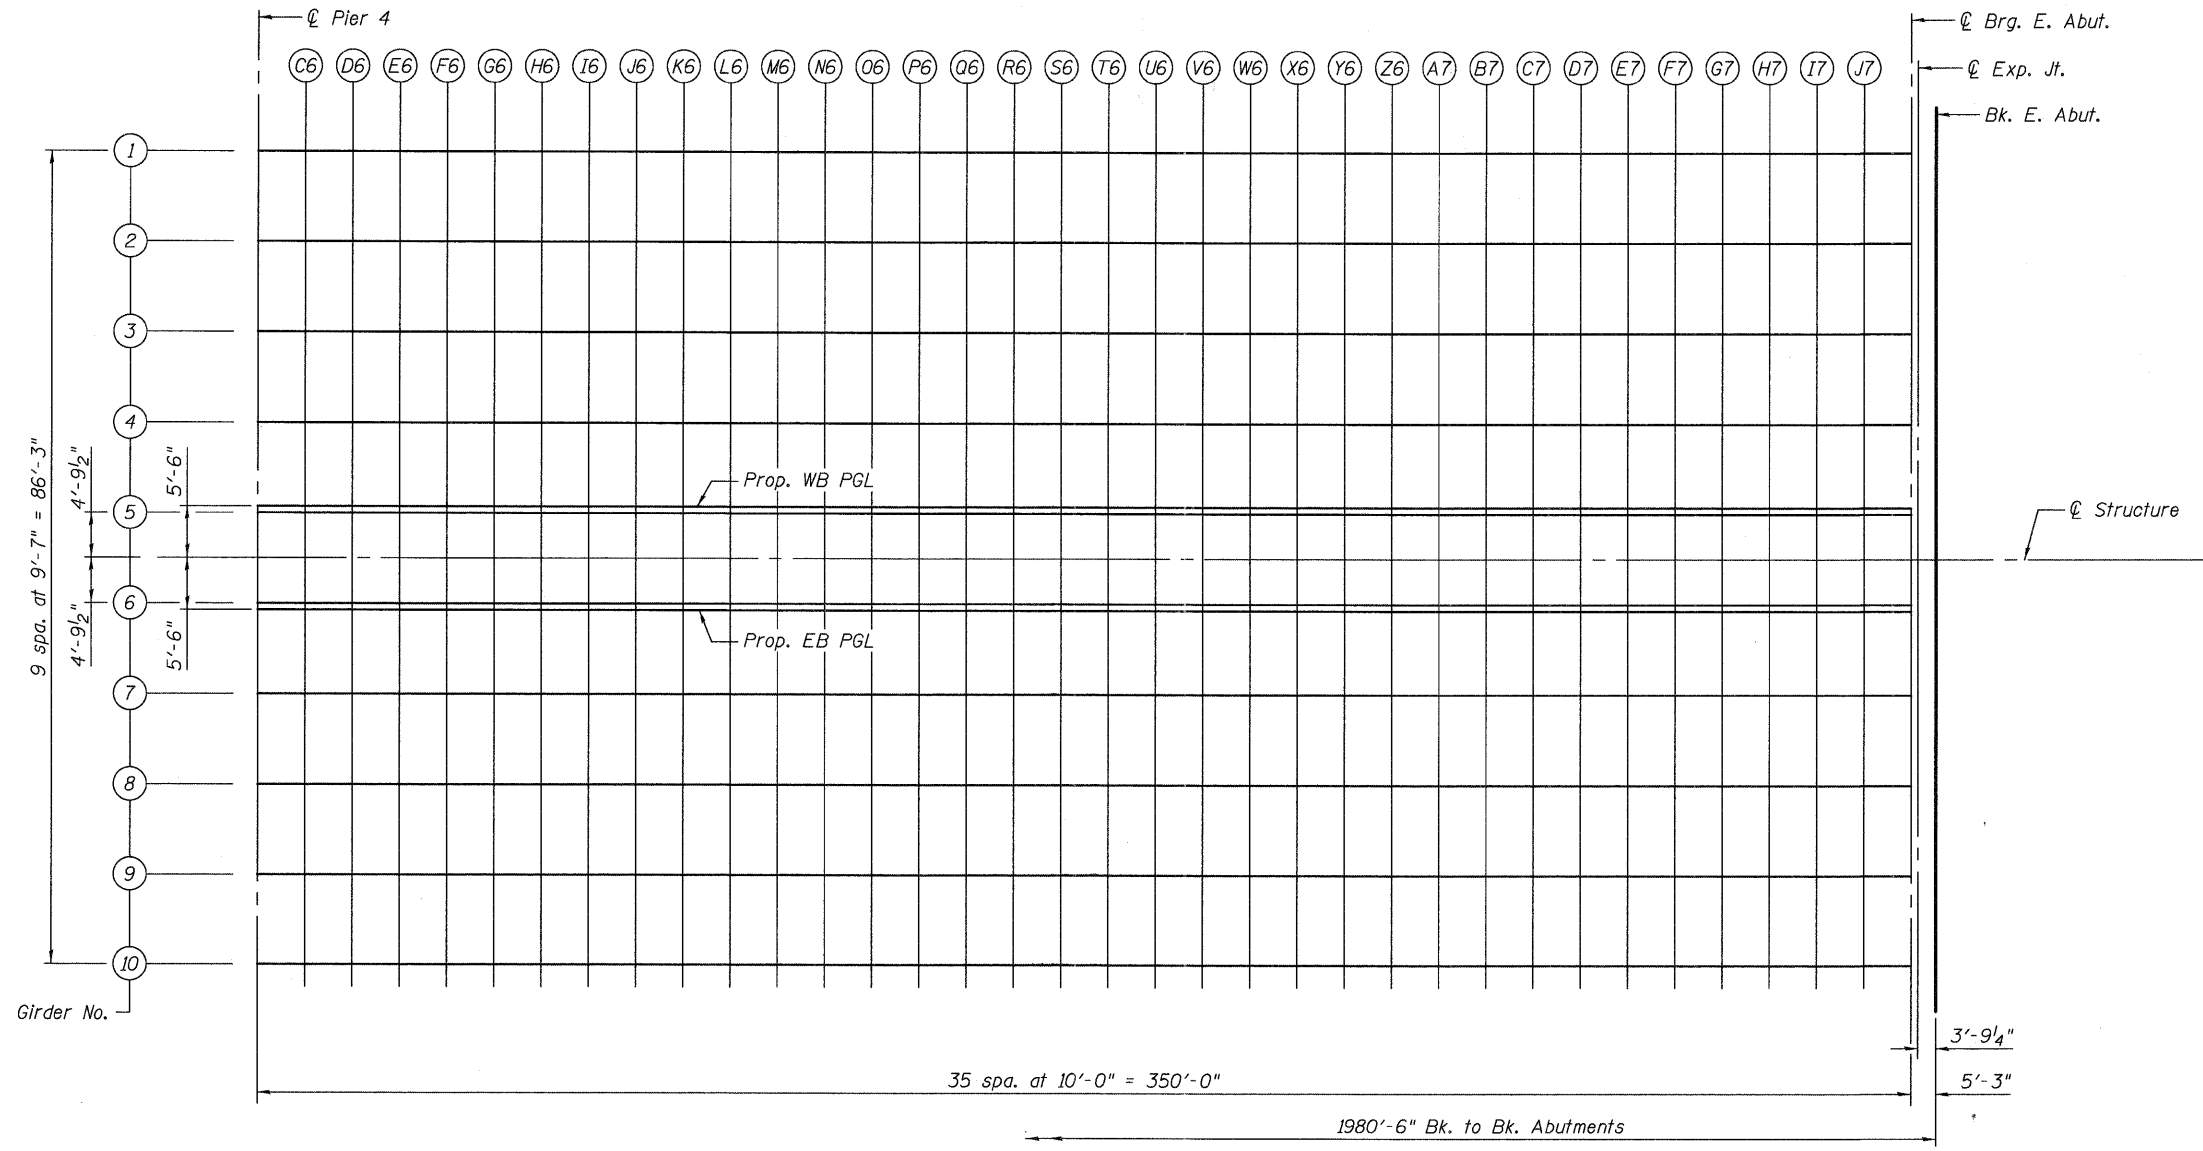 ℄ Pier 4
℄ Brg. E. Abut.
℄ Exp. Jt.
Bk. E. Abut.
C6 D6 E6 F6 G6 H6 I6 J6 K6 L6 M6 N6 O6 P6 Q6 R6 S6 T6 U6 V6 W6 X6 Y6 Z6 A7 B7 C7 D7 E7 F7 G7 H7 I7 J7
1
2
3
4
5
6
7
8
9
10
Girder No.
9 spa. at 9'-7" = 86'-3"
4'-9½"
4'-9½"
5'-6"
5'-6"
Prop. WB PGL
Prop. EB PGL
℄ Structure
3'-9¼"
35 spa. at 10'-0" = 350'-0"
5'-3"
1980'-6" Bk. to Bk. Abutments